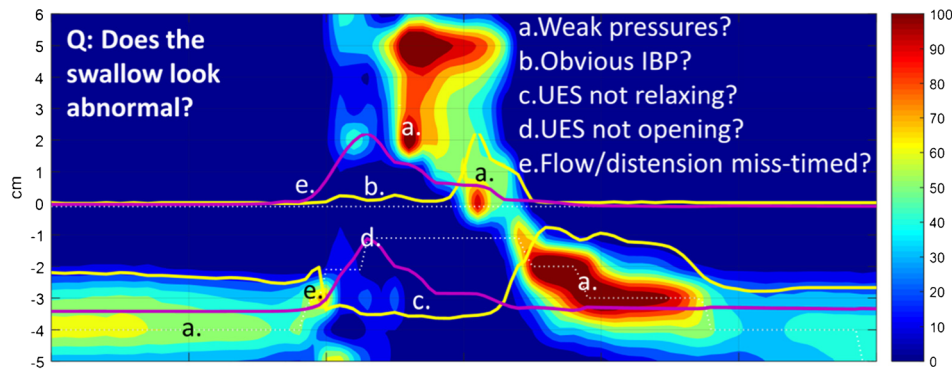 Q: Does the
swallow look
abnormal?
a.Weak pressures?
b.Obvious IBP?
c.UES not relaxing?
d.UES not opening?
e.Flow/distension miss-timed?
6
5
4
3
2
1
0
-1
-2
-3
-4
-5
cm
a.
e.
b.
a.
d.
e.
c.
a.
a.
100
90
80
70
60
50
40
30
20
10
0